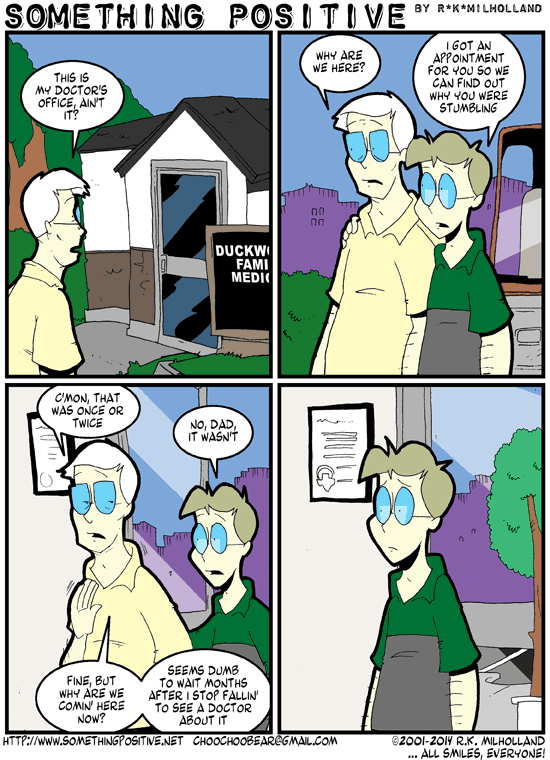 SOMETHING POSITIVE BY R*K*MILHOLLAND
THIS IS
MY DOCTOR'S
OFFICE, AIN'T
IT?
DUCKWO
FAMI
MEDIC
WHY ARE
WE HERE?
I GOT AN
APPOINTMENT
FOR YOU SO WE
CAN FIND OUT
WHY YOU WERE
STUMBLING
C'MON, THAT
WAS ONCE OR
TWICE
NO, DAD,
IT WASN'T
FINE, BUT
WHY ARE WE
COMIN' HERE
NOW?
SEEMS DUMB
TO WAIT MONTHS
AFTER I STOP FALLIN'
TO SEE A DOCTOR
ABOUT IT
HTTP://WWW.SOMETHINGPOSITIVE.NET CHOOCHOOBEAR@GMAIL.COM ©2001-2014 R.K. MILHOLLAND
... ALL SMILES, EVERYONE!